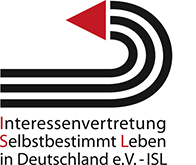 Interessenvertretung
Selbstbestimmt Leben
in Deutschland e.V. - ISL